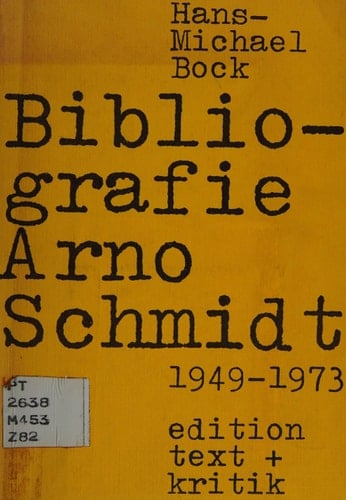 Hans-
Michael
Bock
Biblio-
grafie
Arno
Schmidt
1949-1973
PT
2638
M453
Z82
edition
text +
kritik